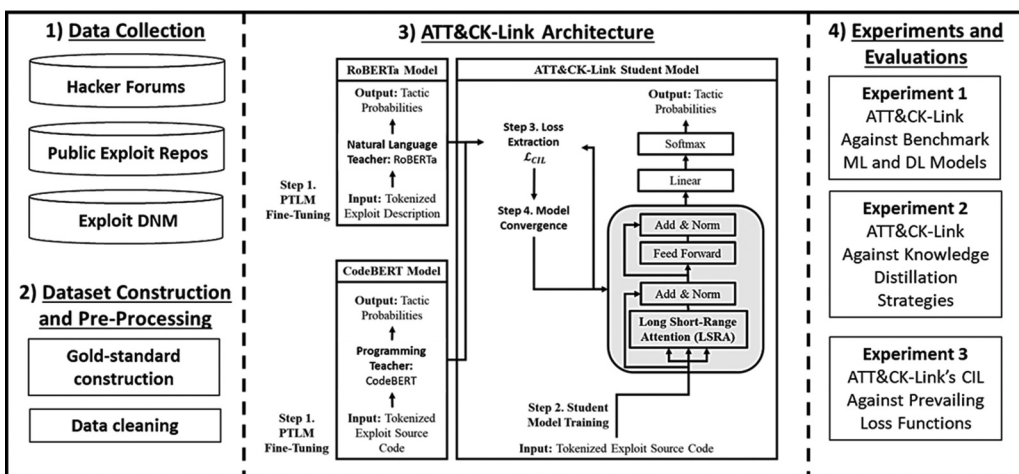 1) Data Collection
Hacker Forums
Public Exploit Repos
Exploit DNM
2) Dataset Construction
and Pre-Processing
Gold-standard
construction
Data cleaning
3) ATT&CK-Link Architecture
RoBERTa Model
Output: Tactic
Probabilities
Natural Language
Teacher: RoBERTa
Step 1.
PTLM
Fine-Tuning
Input: Tokenized
Exploit Description
CodeBERT Model
Output: Tactic
Probabilities
Programming
Teacher:
CodeBERT
Step 1.
PTLM
Fine-Tuning
Input: Tokenized
Exploit Source
Code
ATT&CK-Link Student Model
Output: Tactic
Probabilities
Softmax
Linear
Step 3. Loss
Extraction
ℒCIL
Step 4. Model
Convergence
Add & Norm
Feed Forward
Add & Norm
Long Short-Range
Attention (LSRA)
Step 2. Student
Model Training
Input: Tokenized Exploit Source Code
4) Experiments and
Evaluations
Experiment 1
ATT&CK-Link
Against Benchmark
ML and DL Models
Experiment 2
ATT&CK-Link
Against Knowledge
Distillation
Strategies
Experiment 3
ATT&CK-Link's CIL
Against Prevailing
Loss Functions